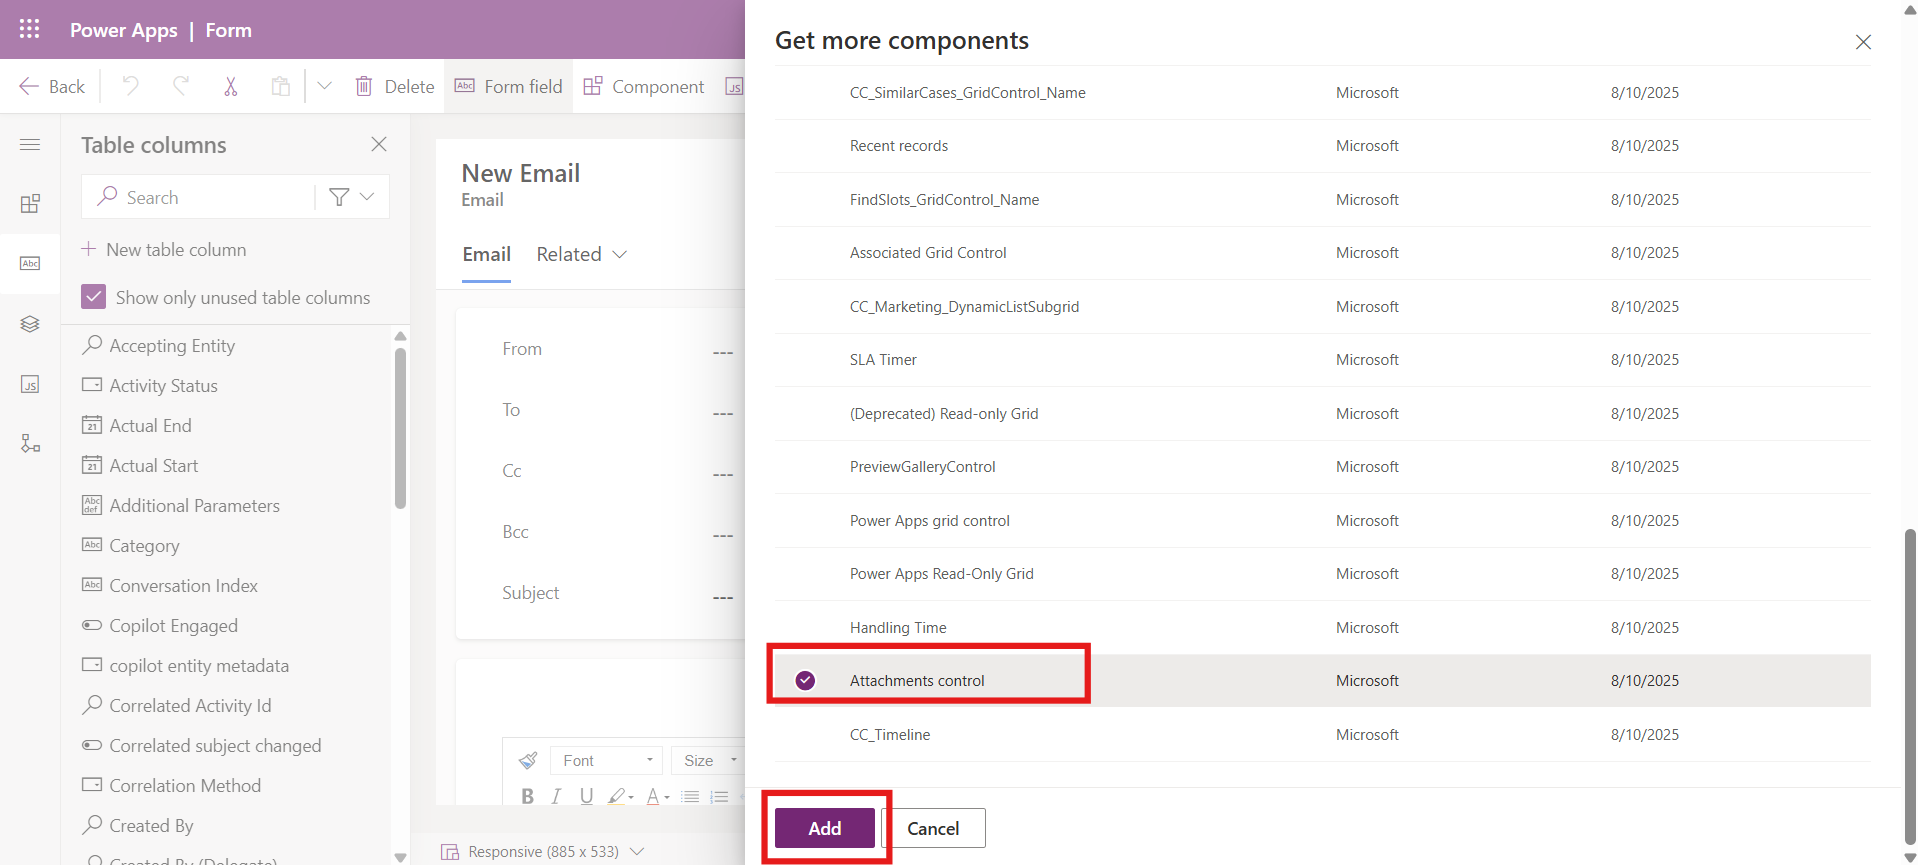 Power Apps | Form
Back
Delete
Form field
Component
Table columns
Search
New table column
Show only unused table columns
Accepting Entity
Activity Status
Actual End
Actual Start
Additional Parameters
Category
Conversation Index
Copilot Engaged
copilot entity metadata
Correlated Activity Id
Correlated subject changed
Correlation Method
Created By
Created By (Delegate)
New Email
Email
Email Related
From ---
To ---
Cc ---
Bcc ---
Subject ---
Font Size
B I U A
Responsive (885 x 533)
Get more components
CC_SimilarCases_GridControl_Name Microsoft 8/10/2025
Recent records Microsoft 8/10/2025
FindSlots_GridControl_Name Microsoft 8/10/2025
Associated Grid Control Microsoft 8/10/2025
CC_Marketing_DynamicListSubgrid Microsoft 8/10/2025
SLA Timer Microsoft 8/10/2025
(Deprecated) Read-only Grid Microsoft 8/10/2025
PreviewGalleryControl Microsoft 8/10/2025
Power Apps grid control Microsoft 8/10/2025
Power Apps Read-Only Grid Microsoft 8/10/2025
Handling Time Microsoft 8/10/2025
Attachments control Microsoft 8/10/2025
CC_Timeline Microsoft 8/10/2025
Add Cancel